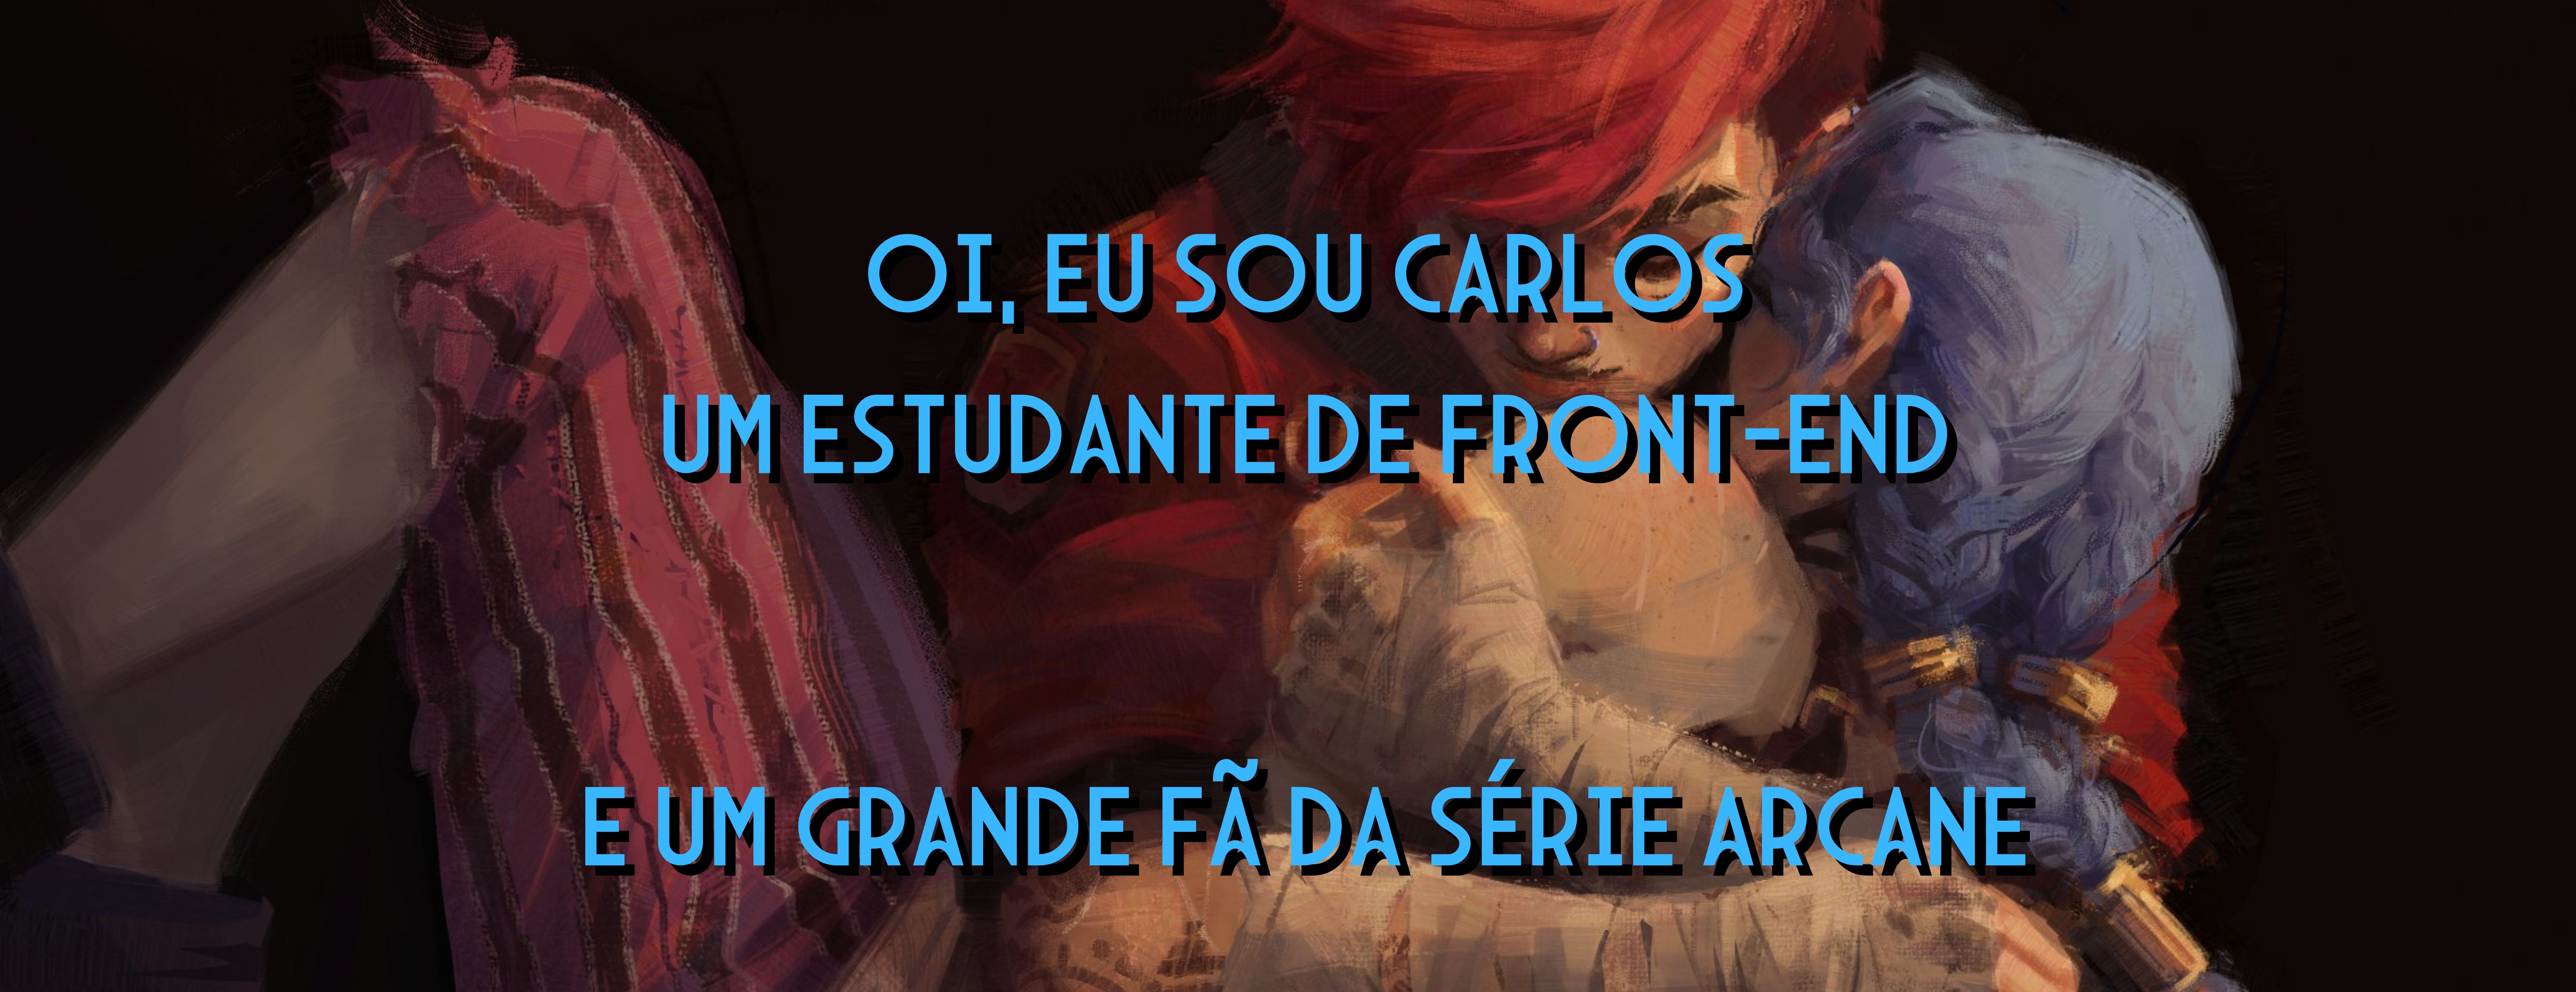 OI, EU SOU CARLOS
UM ESTUDANTE DE FRONT-END
E UM GRANDE FÃ DA SÉRIE ARCANE